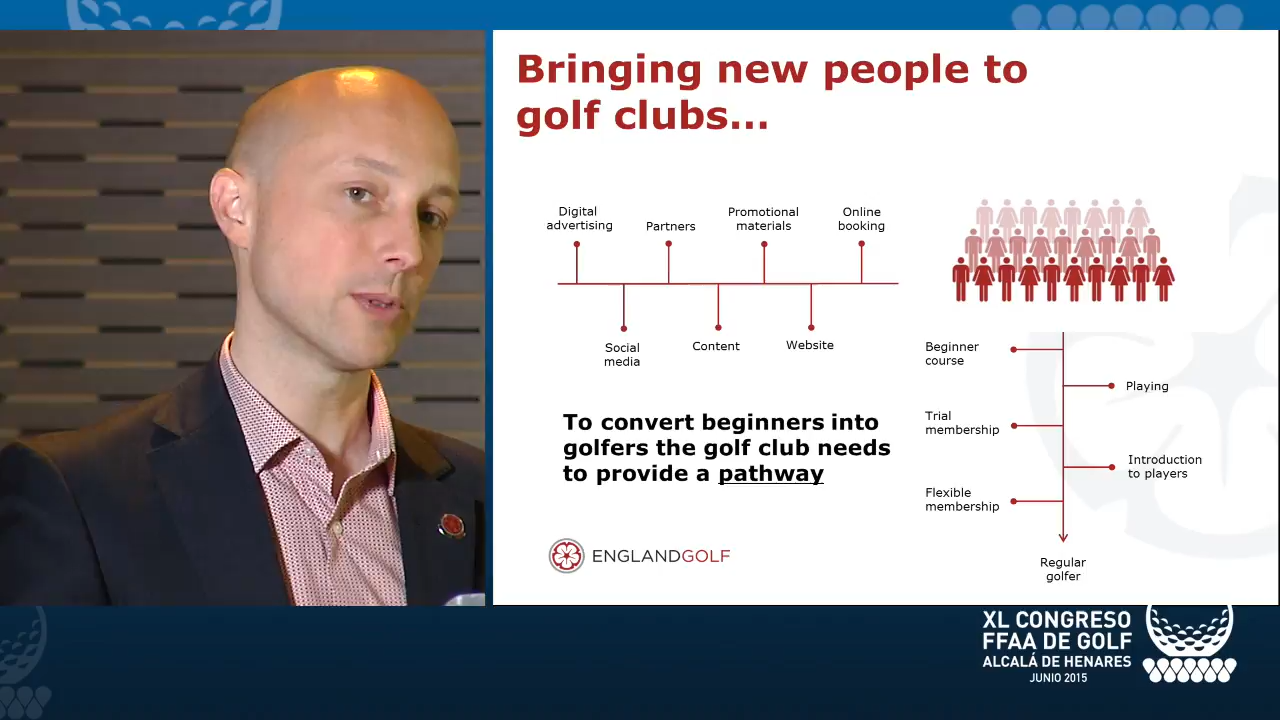 Bringing new people to
golf clubs...
Digital
advertising
Partners
Promotional
materials
Online
booking
Social
media
Content
Website
To convert beginners into
golfers the golf club needs
to provide a pathway
Beginner
course
Playing
Trial
membership
Introduction
to players
Flexible
membership
Regular
golfer
ENGLANDGOLF
XL CONGRESO
FFAA DE GOLF
ALCALÁ DE HENARES
JUNIO 2015